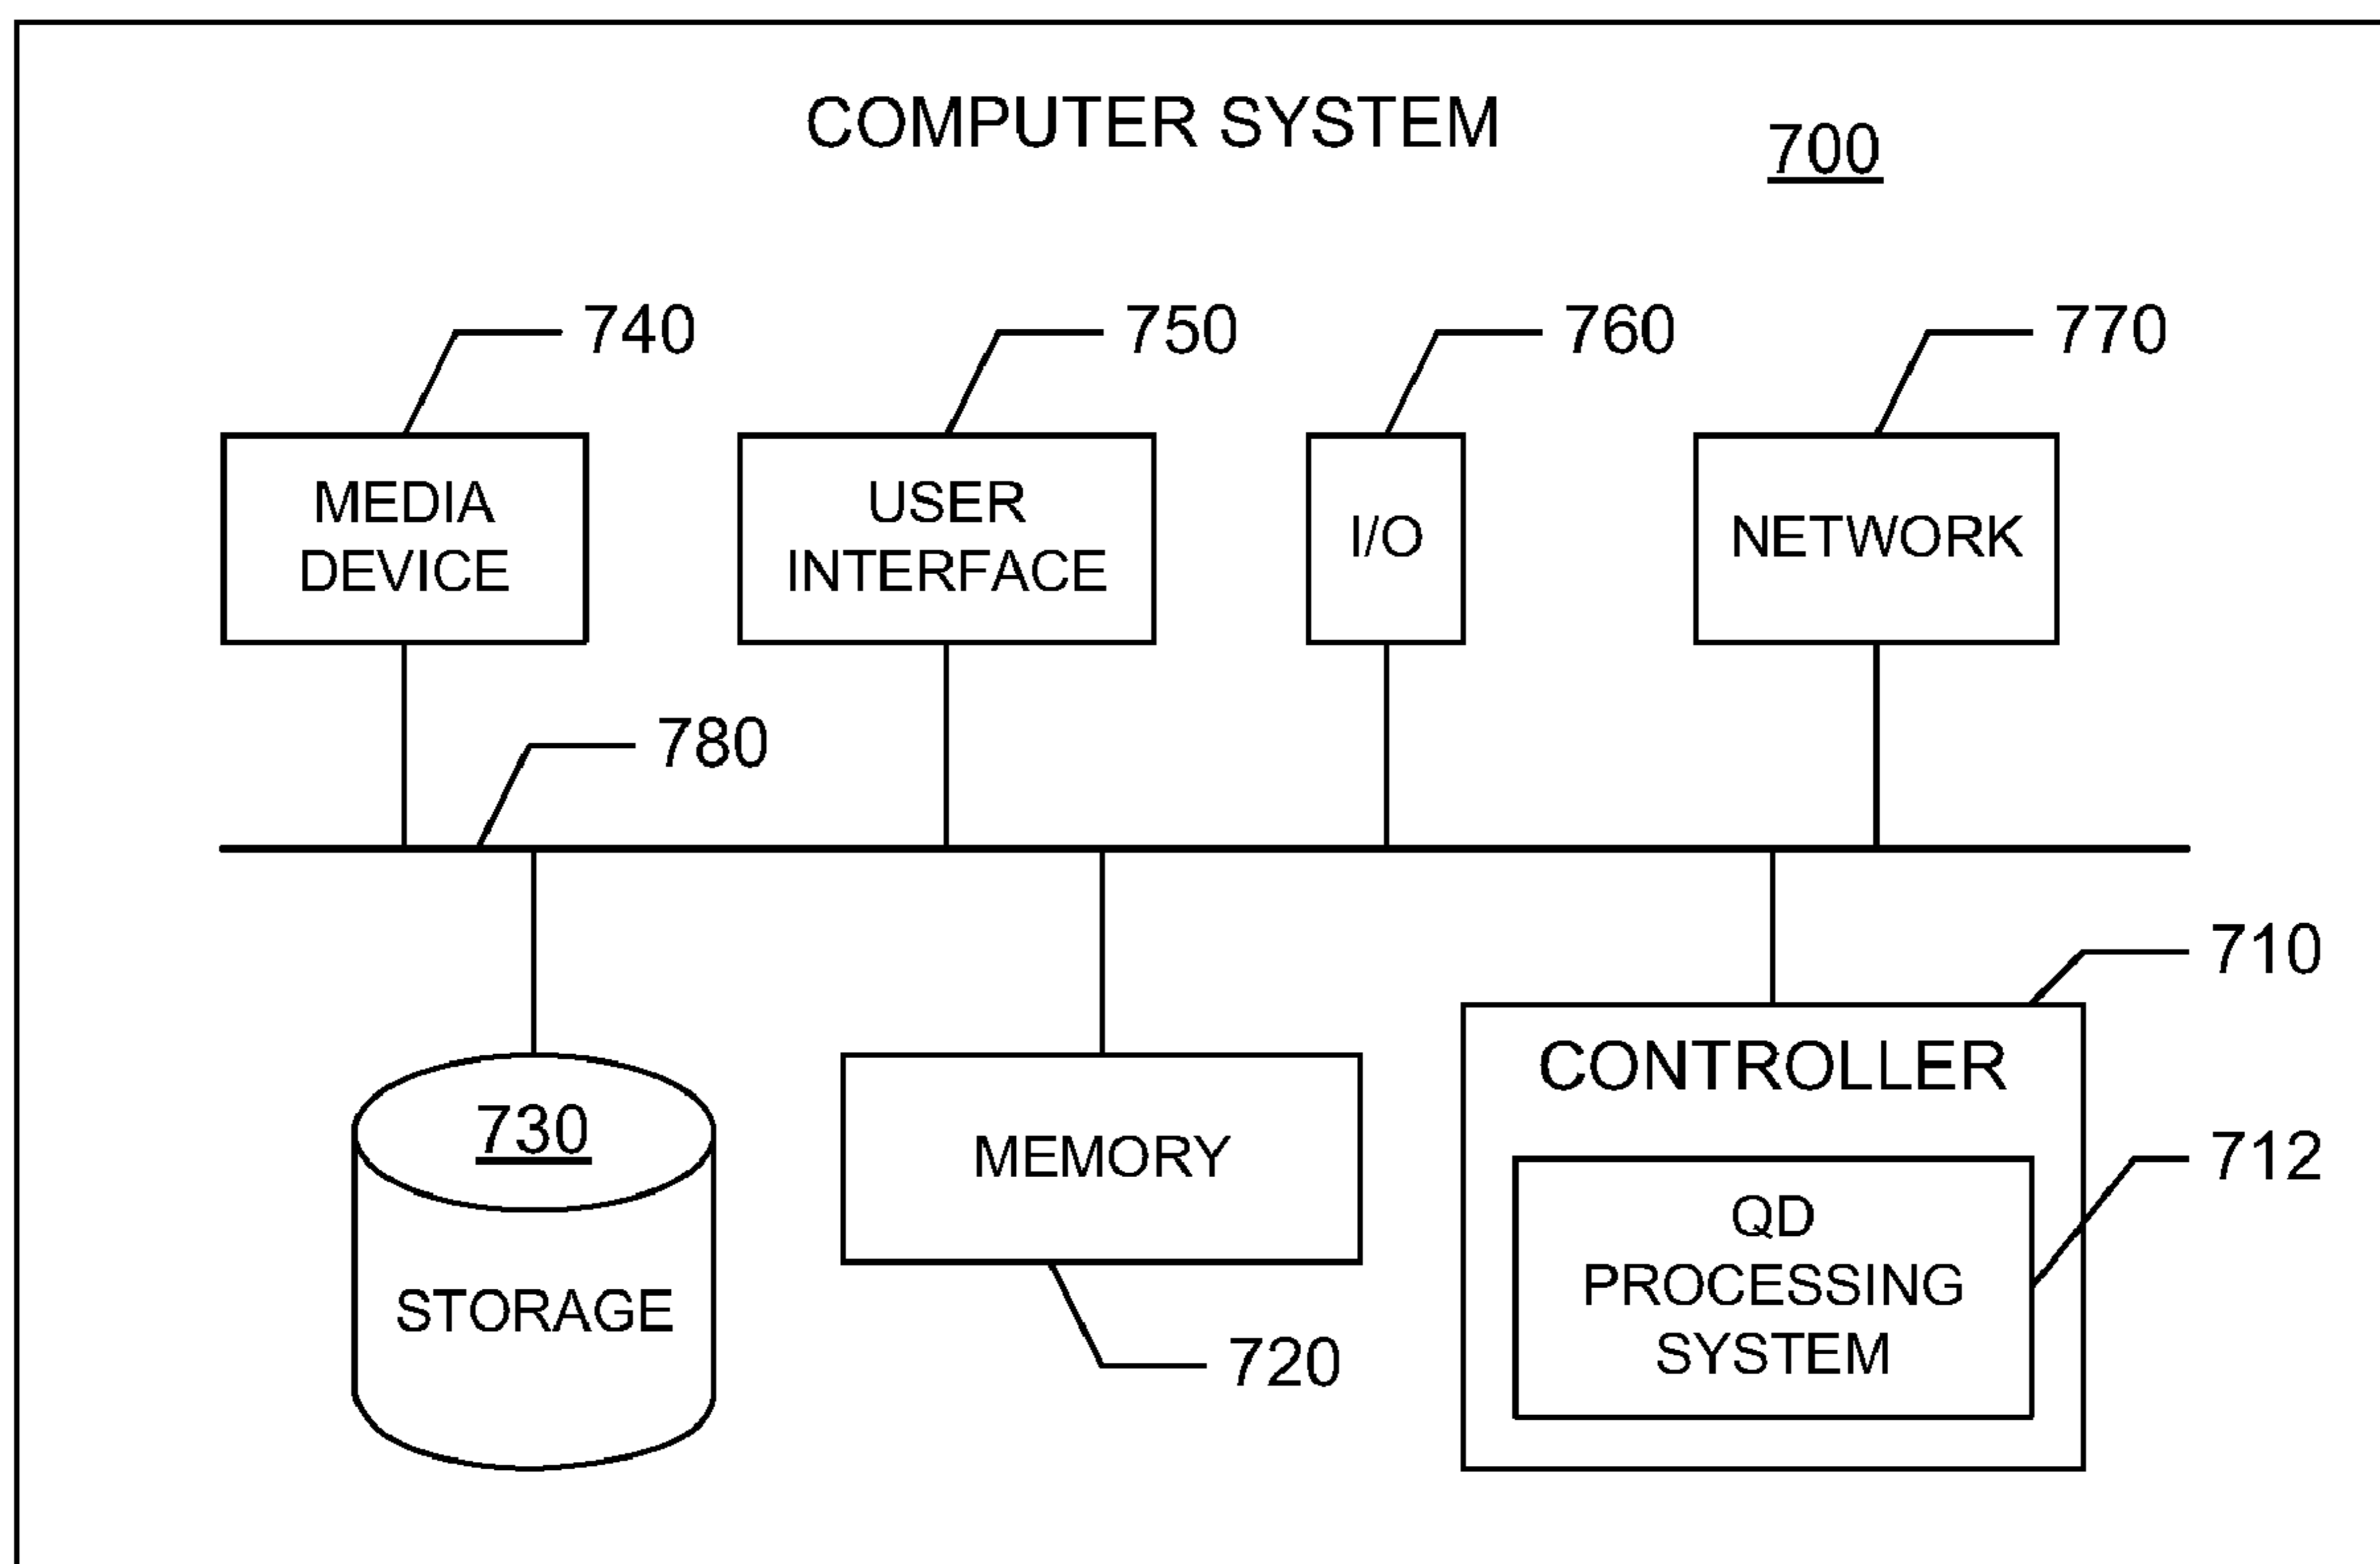 COMPUTER SYSTEM
700
740
750
760
770
MEDIA
DEVICE
USER
INTERFACE
I/O
NETWORK
780
710
CONTROLLER
730
STORAGE
MEMORY
720
712
QD
PROCESSING
SYSTEM